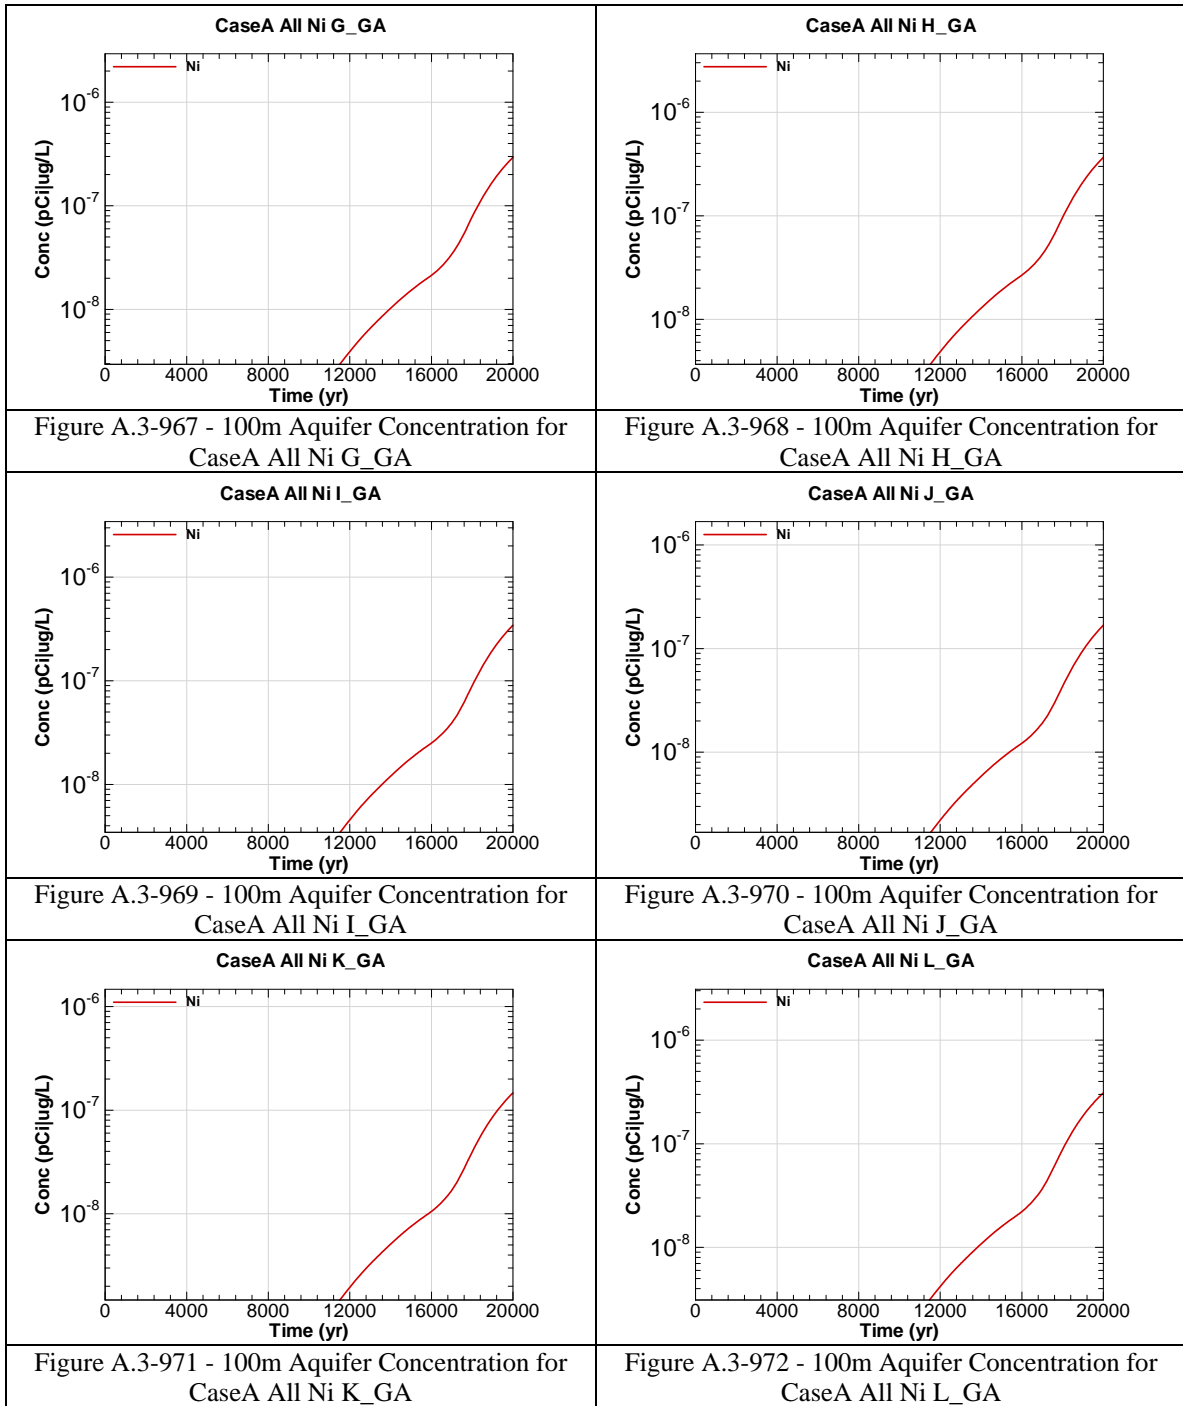 CaseA All Ni G_GA
Ni
10-6
10-7
10-8
Conc (pCi|ug/L)
0 4000 8000 12000 16000 20000
Time (yr)
Figure A.3-967 - 100m Aquifer Concentration for
CaseA All Ni G_GA
CaseA All Ni H_GA
Ni
10-6
10-7
10-8
Conc (pCi|ug/L)
0 4000 8000 12000 16000 20000
Time (yr)
Figure A.3-968 - 100m Aquifer Concentration for
CaseA All Ni H_GA
CaseA All Ni I_GA
Ni
10-6
10-7
10-8
Conc (pCi|ug/L)
0 4000 8000 12000 16000 20000
Time (yr)
Figure A.3-969 - 100m Aquifer Concentration for
CaseA All Ni I_GA
CaseA All Ni J_GA
Ni
10-6
10-7
10-8
Conc (pCi|ug/L)
0 4000 8000 12000 16000 20000
Time (yr)
Figure A.3-970 - 100m Aquifer Concentration for
CaseA All Ni J_GA
CaseA All Ni K_GA
Ni
10-6
10-7
10-8
Conc (pCi|ug/L)
0 4000 8000 12000 16000 20000
Time (yr)
Figure A.3-971 - 100m Aquifer Concentration for
CaseA All Ni K_GA
CaseA All Ni L_GA
Ni
10-6
10-7
10-8
Conc (pCi|ug/L)
0 4000 8000 12000 16000 20000
Time (yr)
Figure A.3-972 - 100m Aquifer Concentration for
CaseA All Ni L_GA